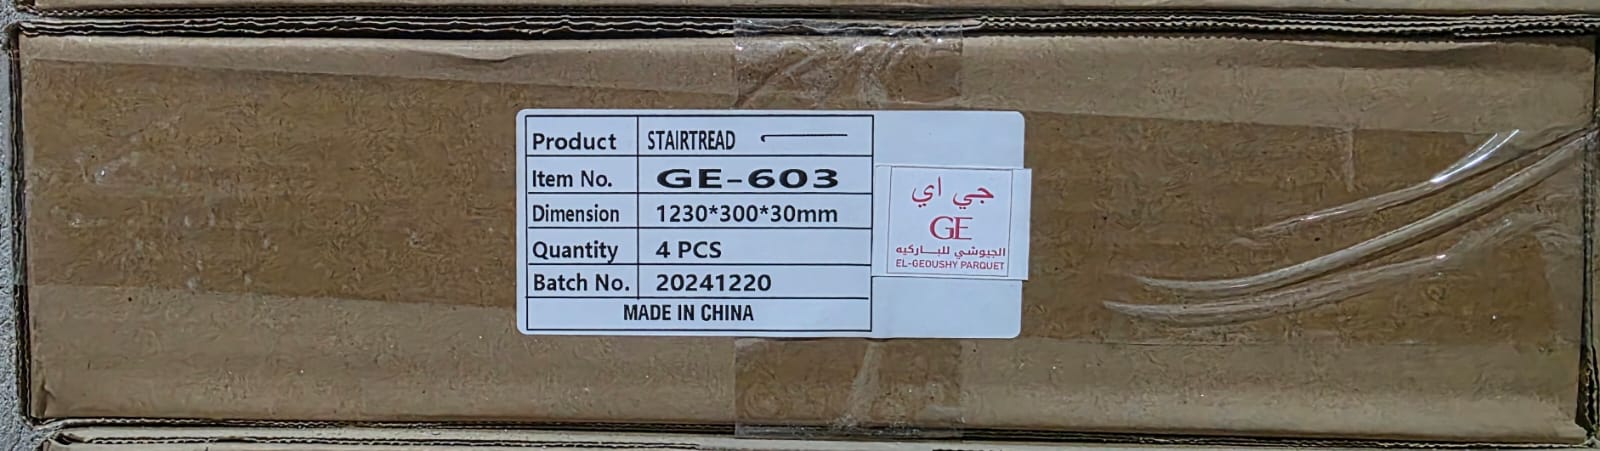 Product STAIRTREAD
Item No. GE-603
Dimension 1230*300*30mm
Quantity 4 PCS
Batch No. 20241220
MADE IN CHINA
جي اي
GE
الجيوشي للبـاركيه
EL-GEOUSHY PARQUET